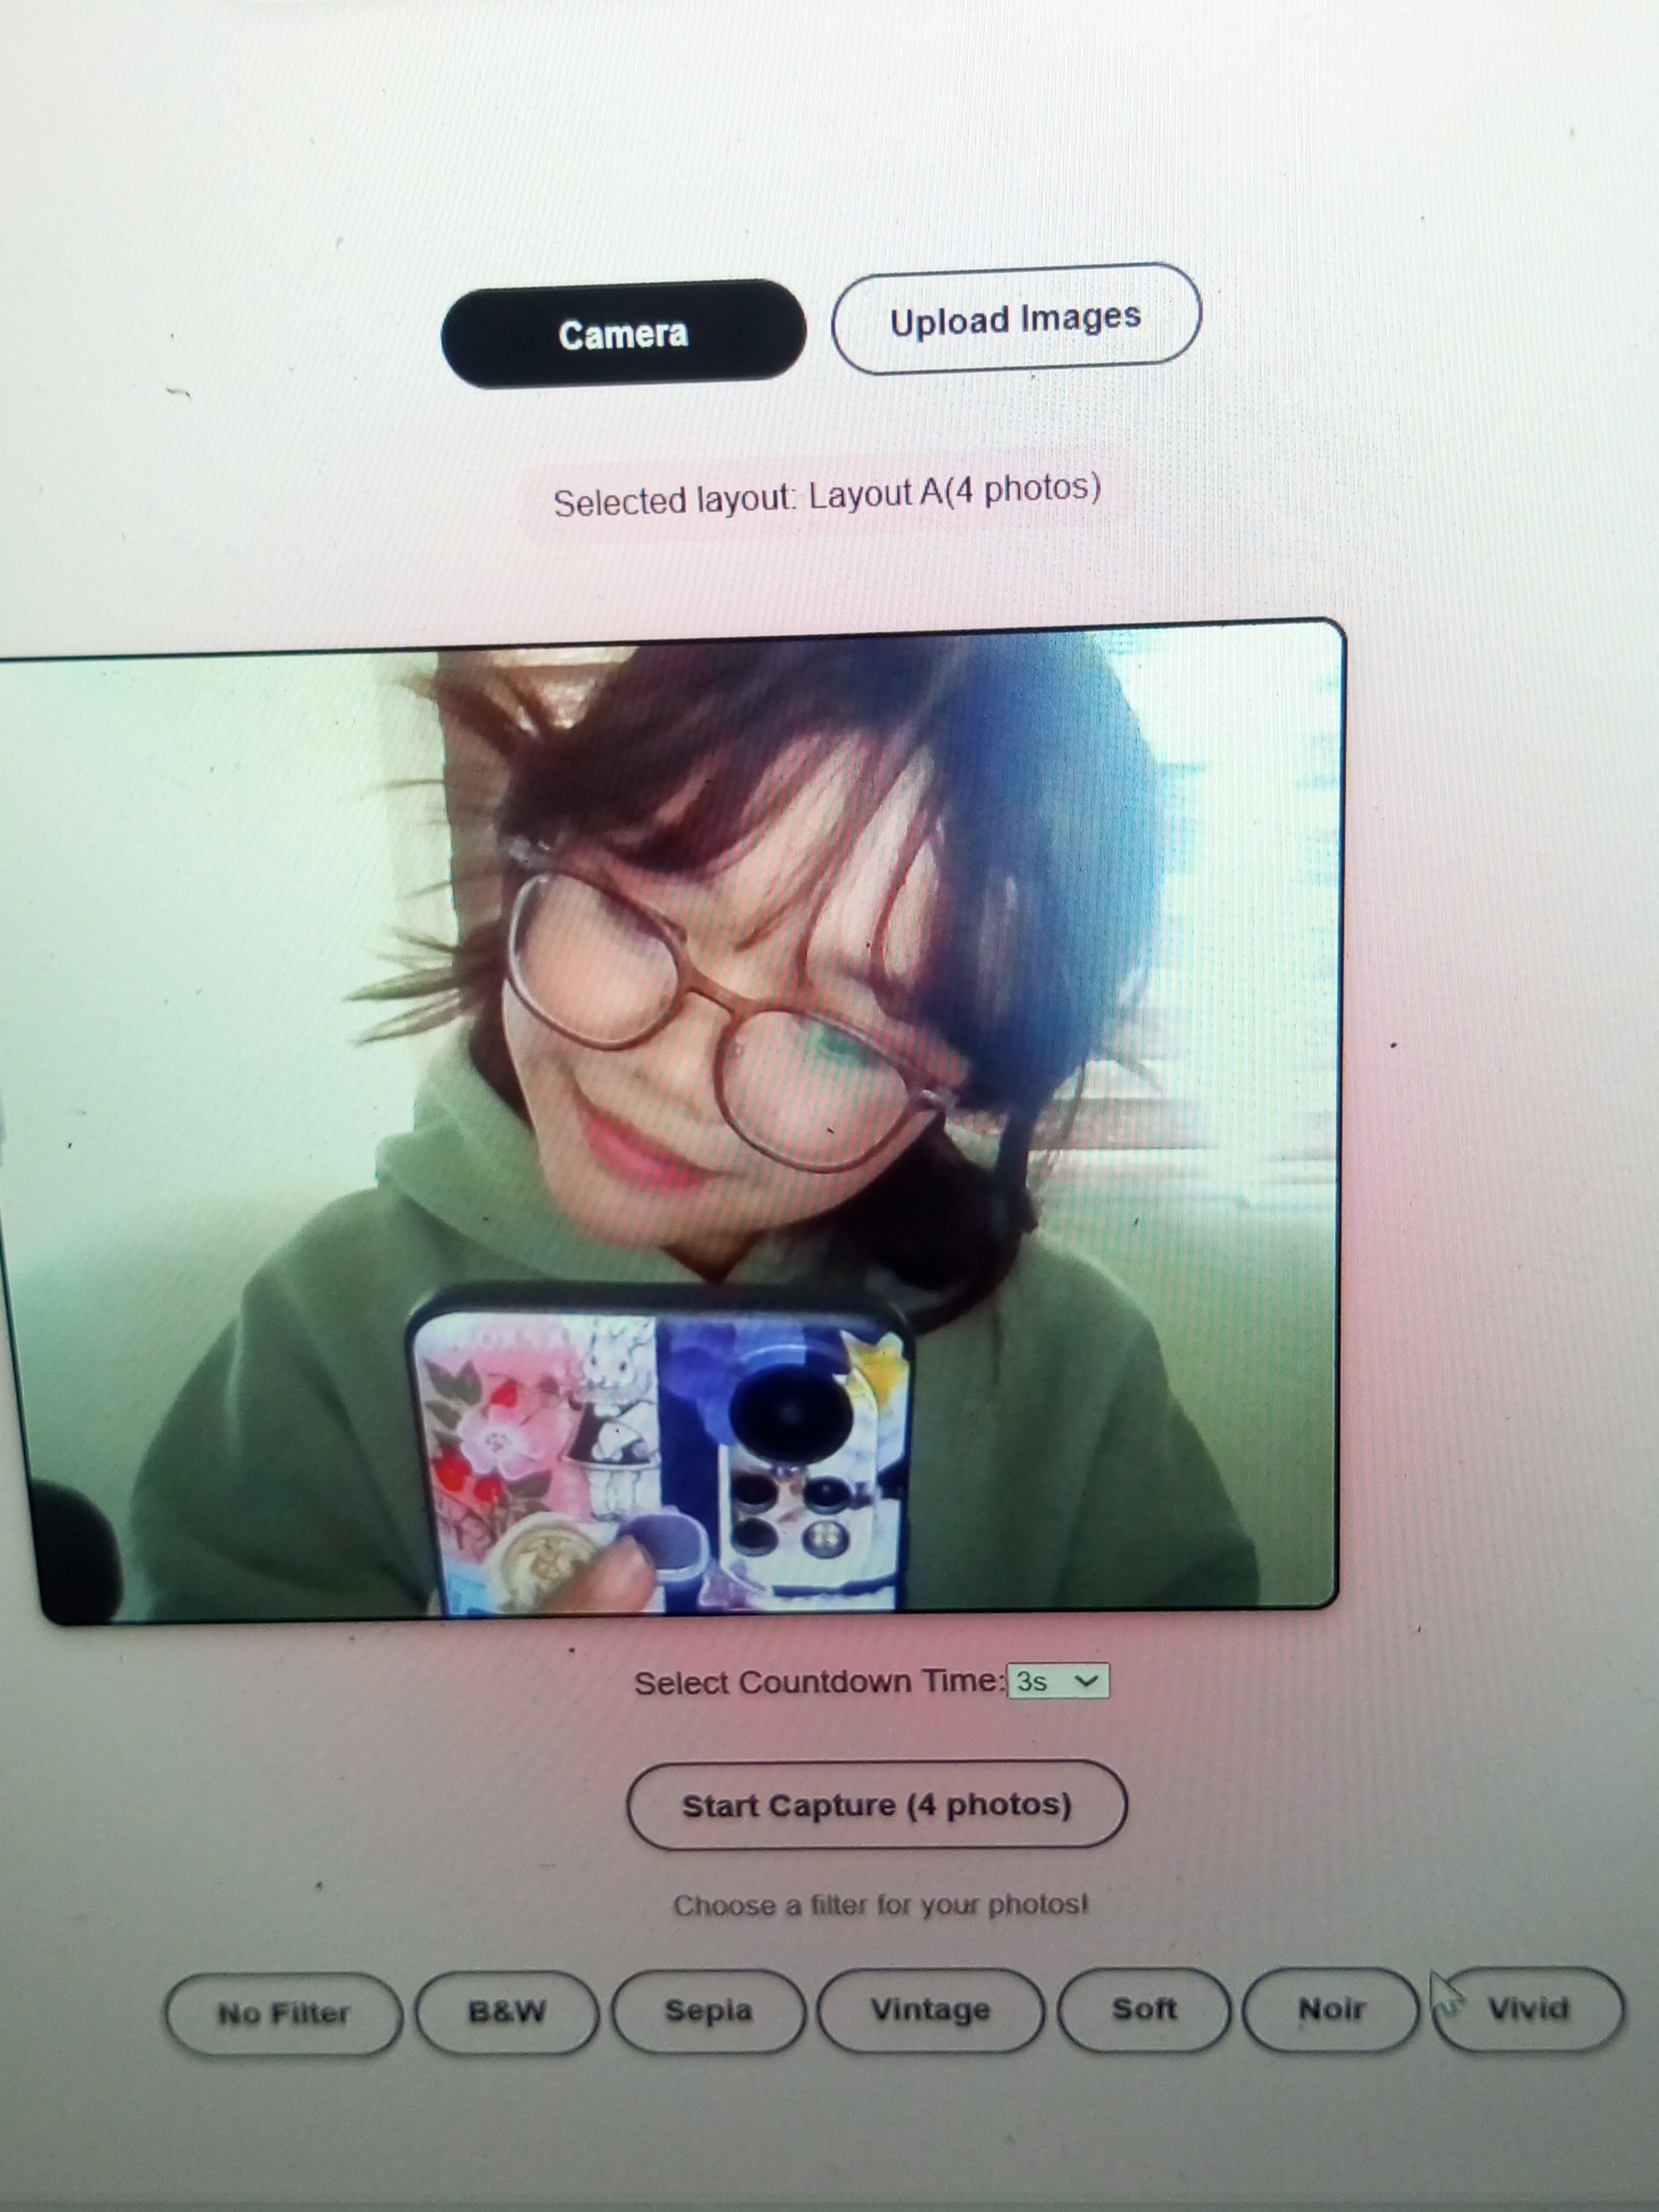 Camera
Upload Images
Selected layout: Layout A(4 photos)
Select Countdown Time: 3s
Start Capture (4 photos)
Choose a filter for your photos!
No Filter
B&W
Sepia
Vintage
Soft
Noir
Vivid